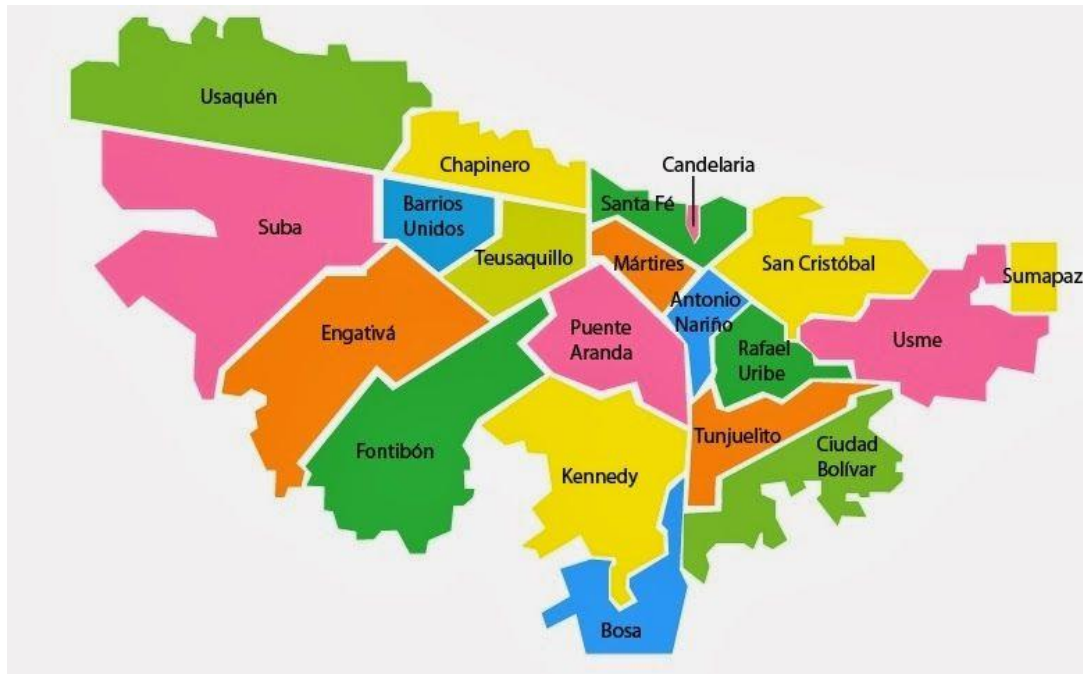 Usaquén
Chapinero
Candelaria
Santa Fé
Barrios
Unidos
Suba
Teusaquillo
Mártires
San Cristóbal
Sumapaz
Antonio
Nariño
Engativá
Puente
Aranda
Rafael
Uribe
Usme
Fontibón
Tunjuelito
Ciudad
Bolívar
Kennedy
Bosa